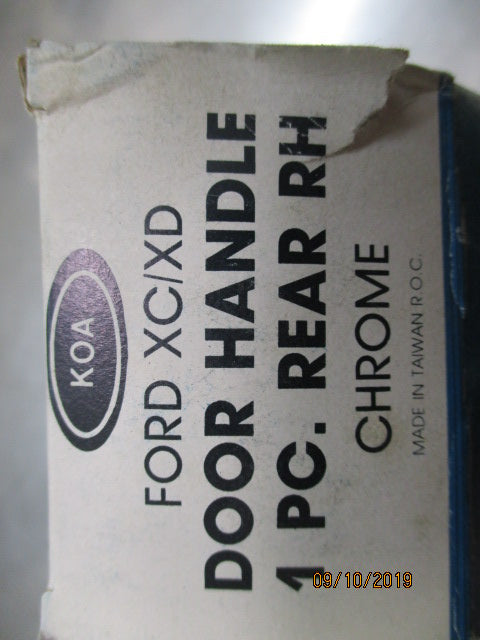 KOA
FORD XC/XD
DOOR HANDLE
1 PC. REAR RH
CHROME
MADE IN TAIWAN R.O.C.
09/10/2019